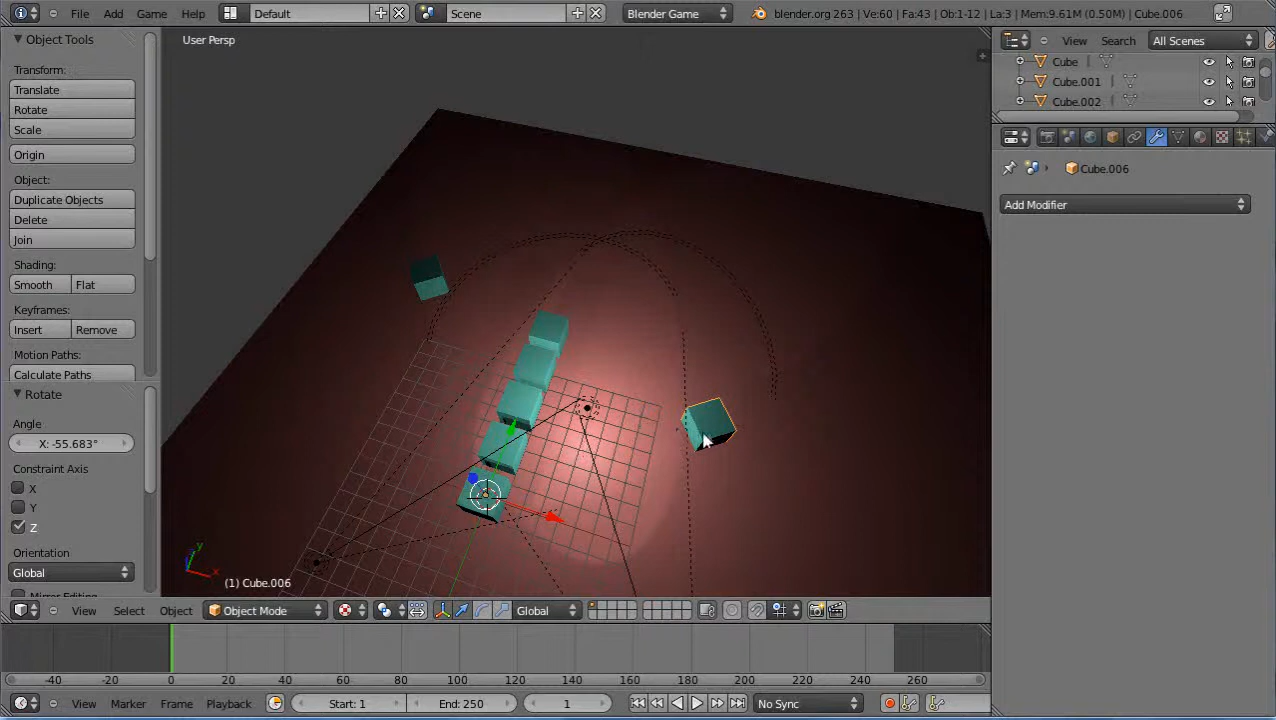 File Add Game Help Default Scene Blender Game blender.org 263 | Ve:60 | Fa:43 | Ob:1-12 | La:3 | Mem:9.61M (0.50M) | Cube.006
Object Tools
Transform:
Translate
Rotate
Scale
Origin
Object:
Duplicate Objects
Delete
Join
Shading:
Smooth Flat
Keyframes:
Insert Remove
Motion Paths:
Calculate Paths
Rotate
Angle
X: -55.683°
Constraint Axis
X
Y
Z
Orientation
Global
User Persp
z y x
(1) Cube.006
View Select Object Object Mode Global
View Search All Scenes
Cube
Cube.001
Cube.002
Cube.006
Add Modifier
-40 -20 0 20 40 60 80 100 120 140 160 180 200 220 240 260
View Marker Frame Playback Start: 1 End: 250 1 No Sync